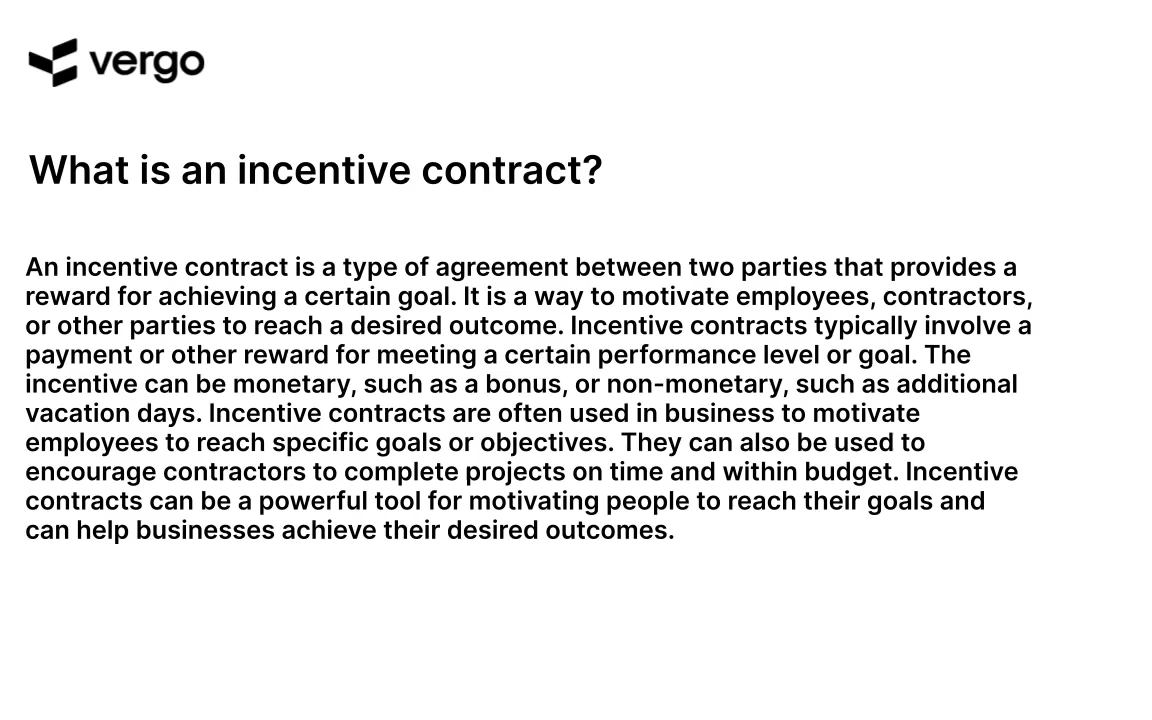 vergo
What is an incentive contract?
An incentive contract is a type of agreement between two parties that provides a
reward for achieving a certain goal. It is a way to motivate employees, contractors,
or other parties to reach a desired outcome. Incentive contracts typically involve a
payment or other reward for meeting a certain performance level or goal. The
incentive can be monetary, such as a bonus, or non-monetary, such as additional
vacation days. Incentive contracts are often used in business to motivate
employees to reach specific goals or objectives. They can also be used to
encourage contractors to complete projects on time and within budget. Incentive
contracts can be a powerful tool for motivating people to reach their goals and
can help businesses achieve their desired outcomes.